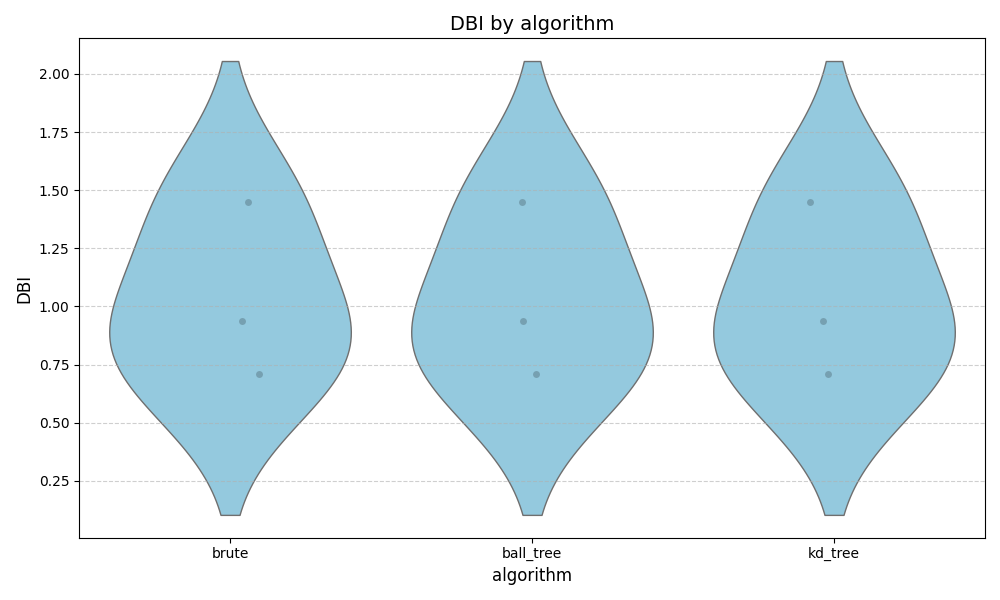 DBI by algorithm
DBI
2.00
1.75
1.50
1.25
1.00
0.75
0.50
0.25
brute
ball_tree
kd_tree
algorithm